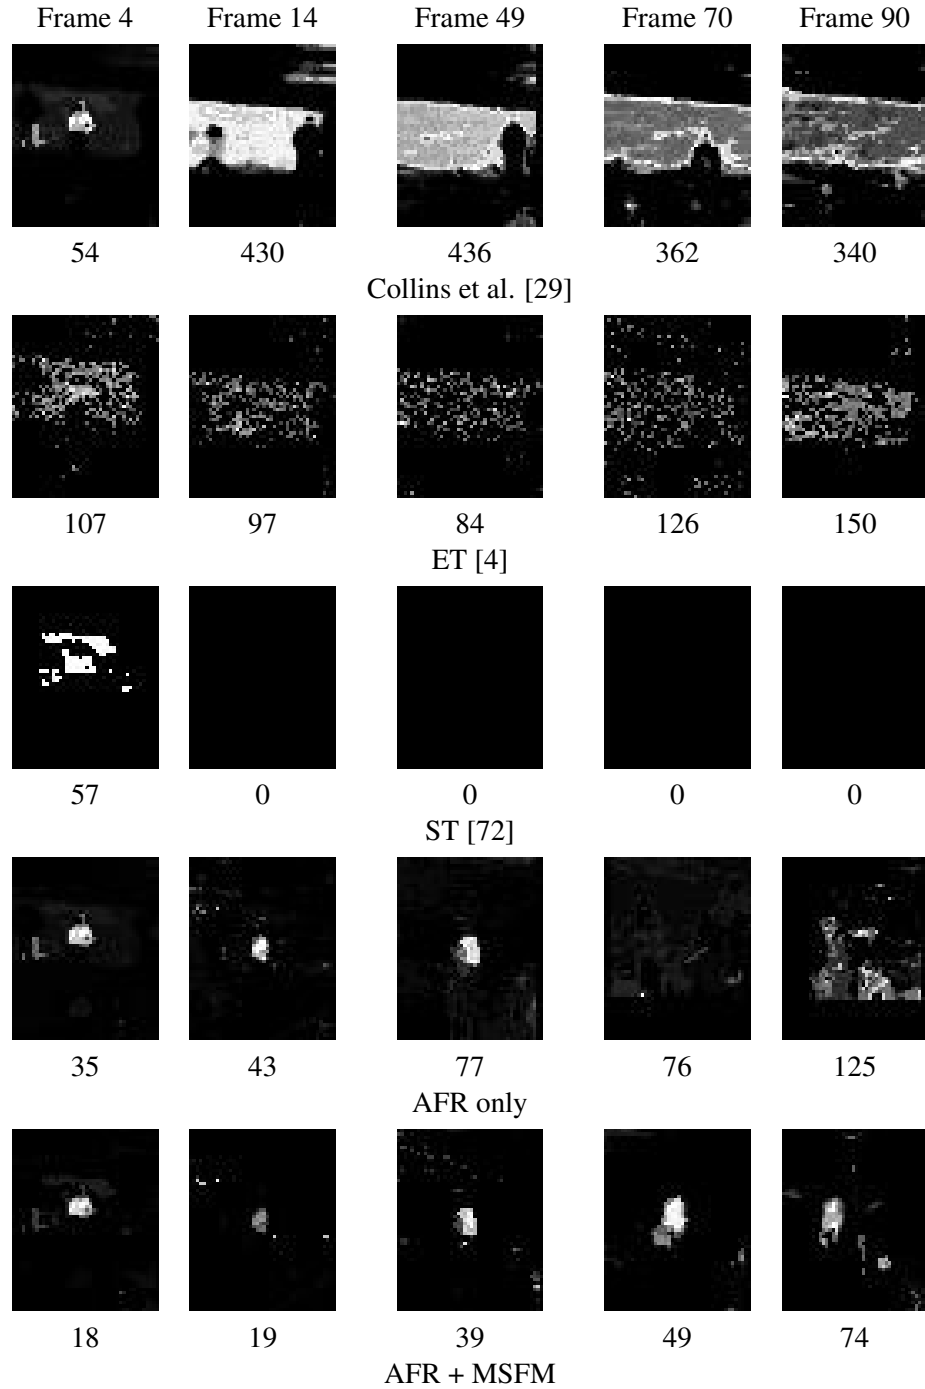 Frame 4 Frame 14 Frame 49 Frame 70 Frame 90
54 430 436 362 340
Collins et al. [29]
107 97 84 126 150
ET [4]
57 0 0 0 0
ST [72]
35 43 77 76 125
AFR only
18 19 39 49 74
AFR + MSFM